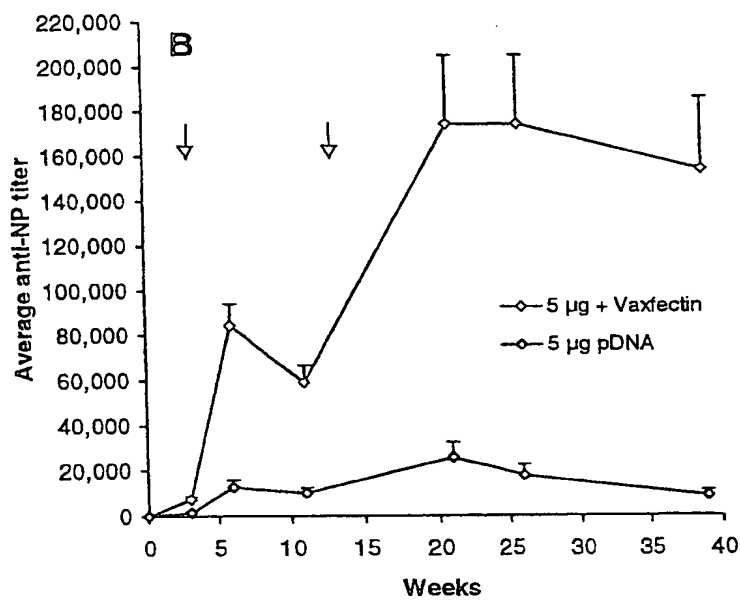 B
220,000
200,000
180,000
160,000
140,000
120,000
100,000
80,000
60,000
40,000
20,000
0
Average anti-NP titer
5 µg + Vaxfectin
5 µg pDNA
0 5 10 15 20 25 30 35 40
Weeks